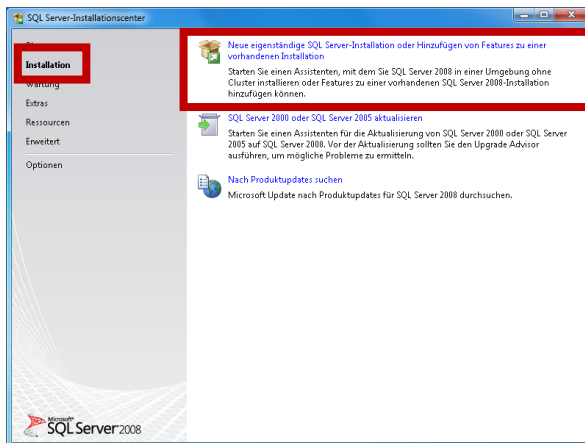 SQL Server-Installationscenter
Installation
Wartung
Extras
Ressourcen
Erweitert
Optionen
Neue eigenständige SQL Server-Installation oder Hinzufügen von Features zu einer
vorhandenen Installation
Starten Sie einen Assistenten, mit dem Sie SQL Server 2008 in einer Umgebung ohne
Cluster installieren oder Features zu einer vorhandenen SQL Server 2008-Installation
hinzufügen können.
SQL Server 2000 oder SQL Server 2005 aktualisieren
Starten Sie einen Assistenten für die Aktualisierung von SQL Server 2000 oder SQL Server
2005 auf SQL Server 2008. Vor der Aktualisierung sollten Sie den Upgrade Advisor
ausführen, um mögliche Probleme zu ermitteln.
Nach Produktupdates suchen
Microsoft Update nach Produktupdates für SQL Server 2008 durchsuchen.
Microsoft
SQL Server 2008